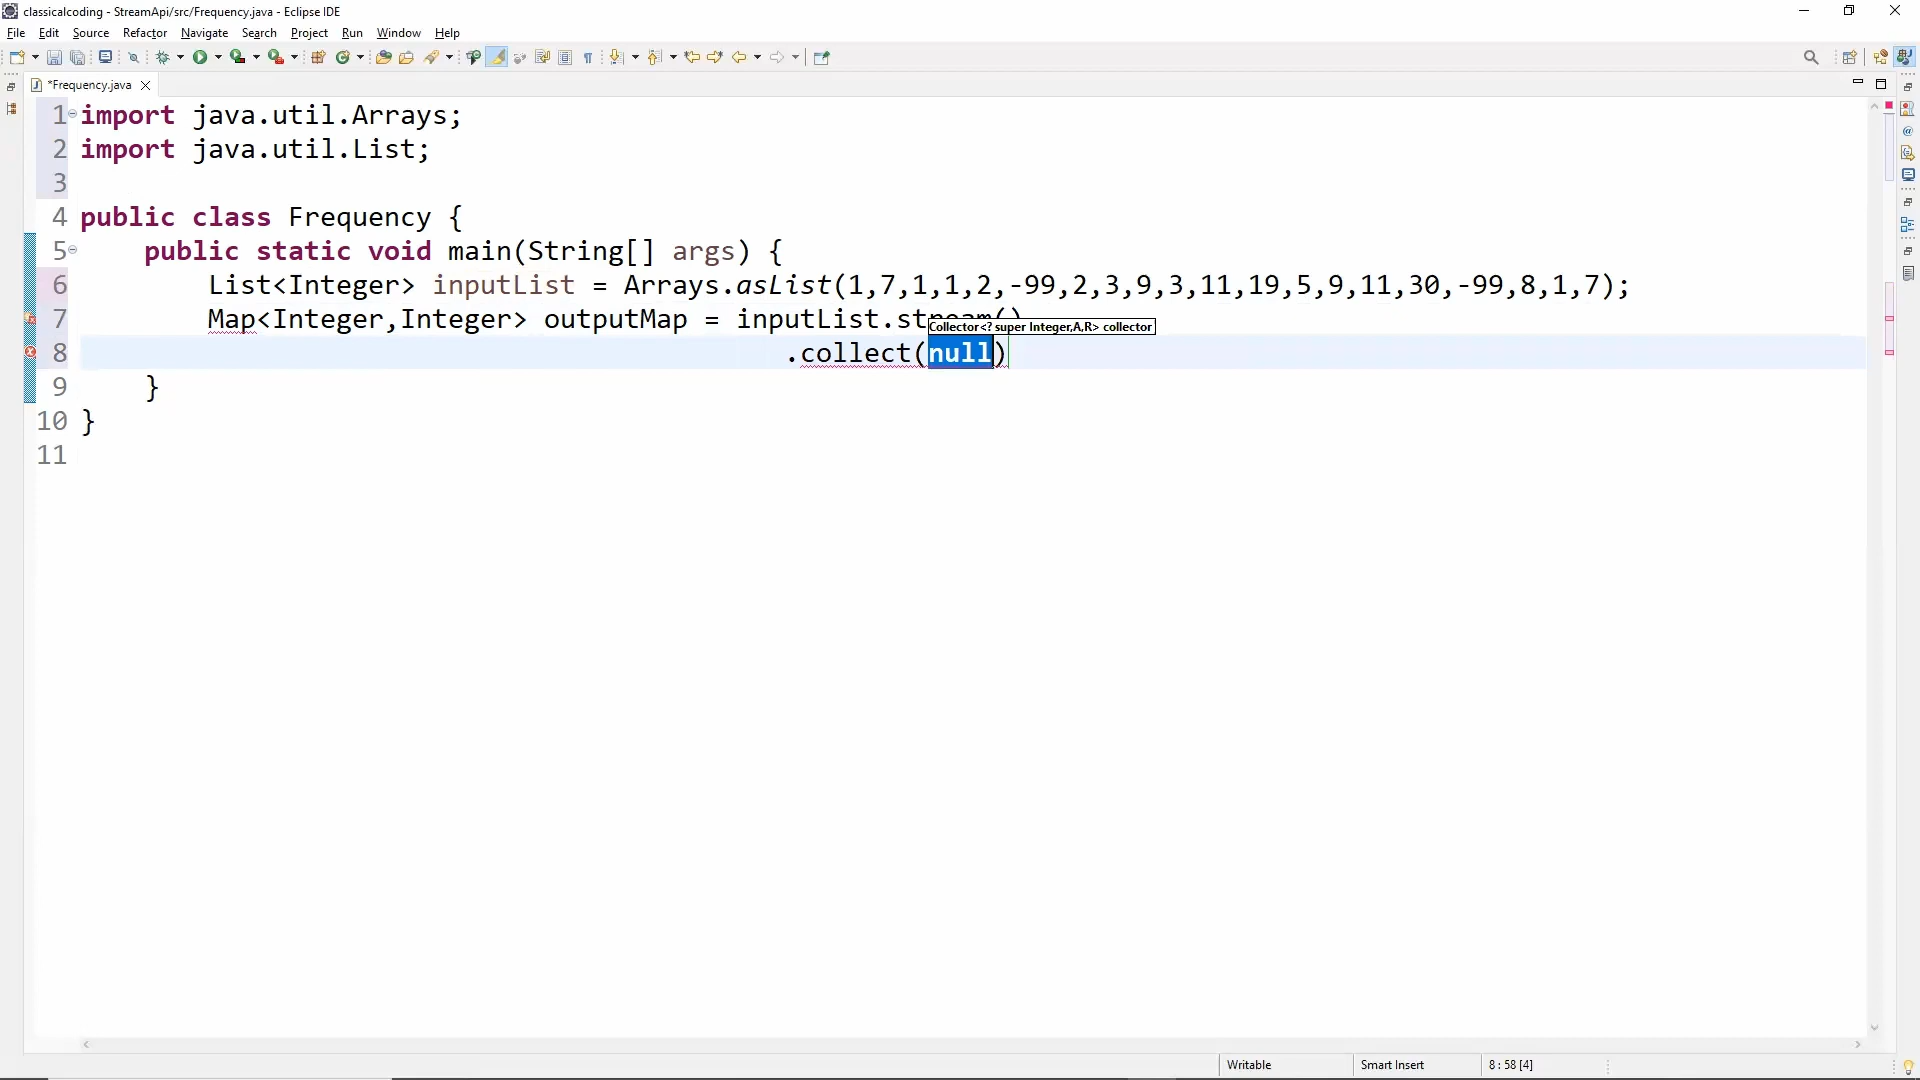 classicalcoding - StreamApi/src/Frequency.java - Eclipse IDE
File Edit Source Refactor Navigate Search Project Run Window Help
*Frequency.java
1 import java.util.Arrays;
2 import java.util.List;
3
4 public class Frequency {
5 public static void main(String[] args) {
6 List<Integer> inputList = Arrays.asList(1,7,1,1,2,-99,2,3,9,3,11,19,5,9,11,30,-99,8,1,7);
7 Map<Integer,Integer> outputMap = inputList.stream()
Collector<? super Integer,A,R> collector
8 .collect(null)
9 }
10 }
11
Writable Smart Insert 8 : 58 [4]